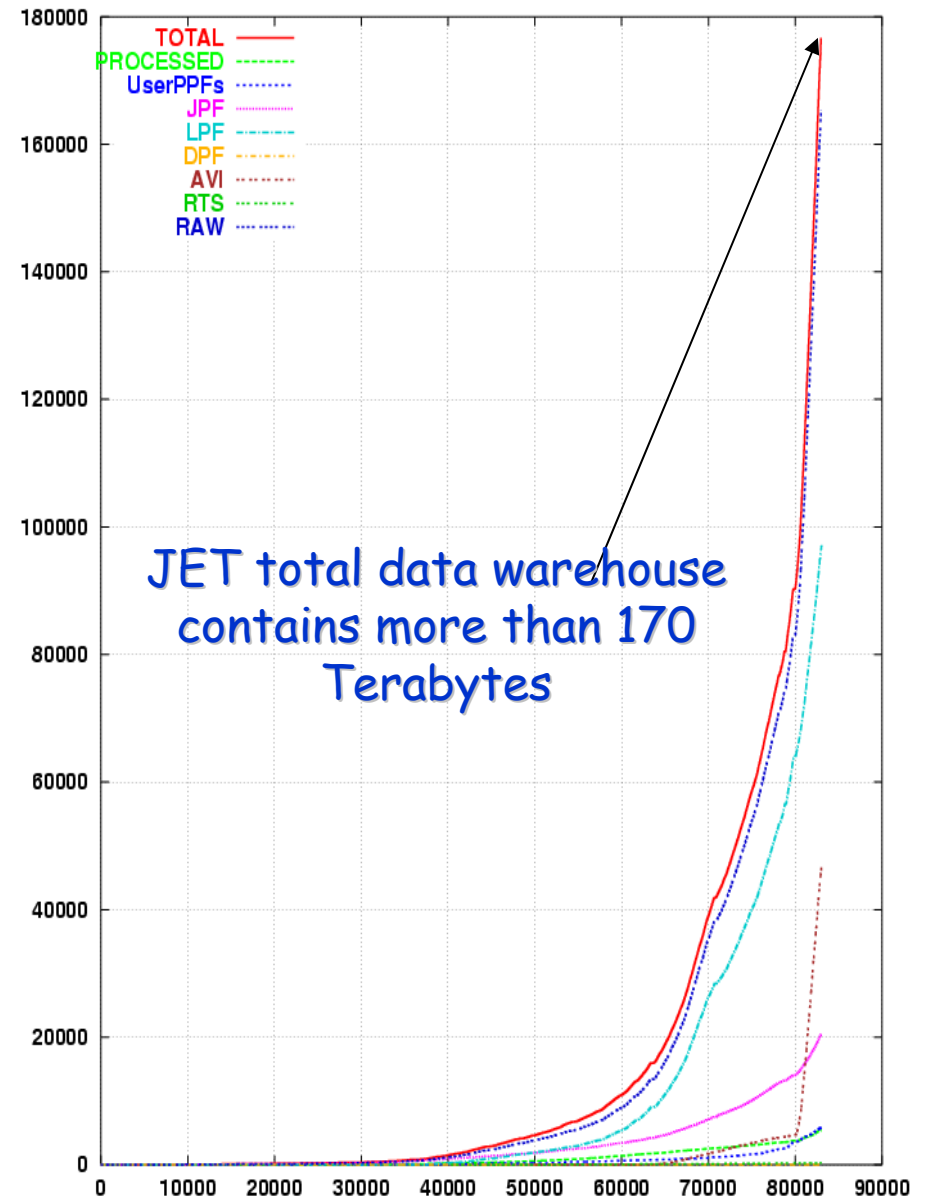 180000
160000
140000
120000
100000
80000
60000
40000
20000
0
TOTAL
PROCESSED
UserPPFs
JPF
LPF
DPF
AVI
RTS
RAW
JET total data warehouse
contains more than 170
Terabytes
0 10000 20000 30000 40000 50000 60000 70000 80000 90000